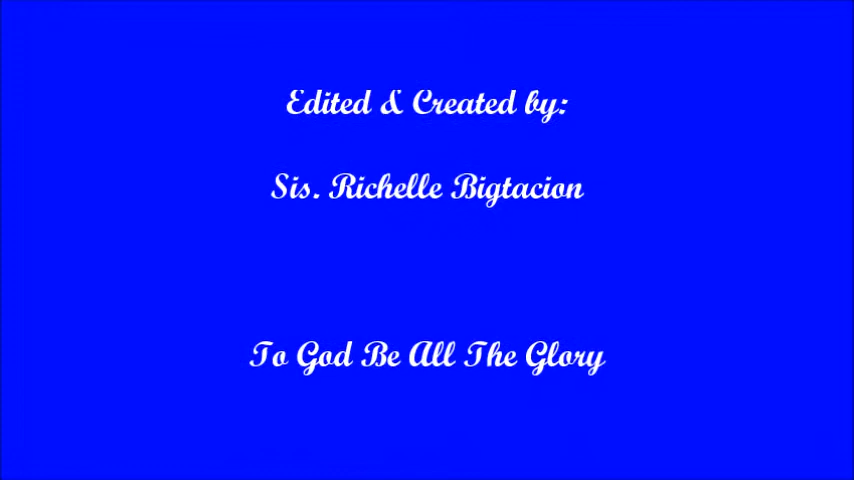 Edited & Created by:
Sis. Richelle Bigtacion
To God Be All The Glory